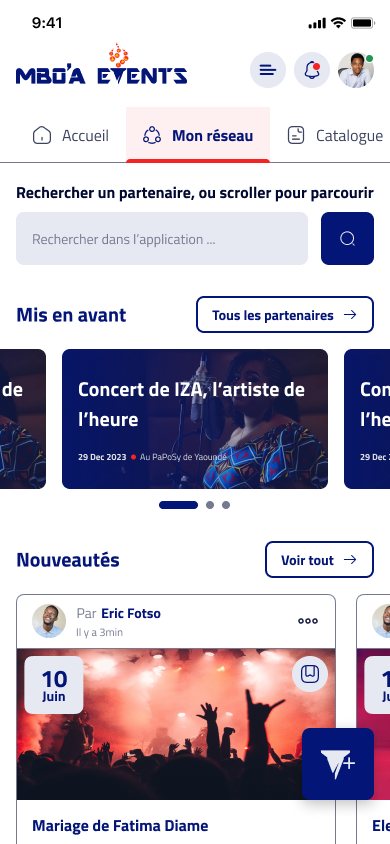 9:41
MBO'A EVENTS
Accueil
Mon réseau
Catalogue
Rechercher un partenaire, ou scroller pour parcourir
Rechercher dans l'application ...
Mis en avant
Tous les partenaires
de
Concert de IZA, l'artiste de
l'heure
29 Dec 2023 • Au PaPoSy de Yaoundé
Con
l'he
29 Dec
Nouveautés
Voir tout
Par Eric Fotso
Il y a 3min
10
Juin
Mariage de Fatima Diame
Ele